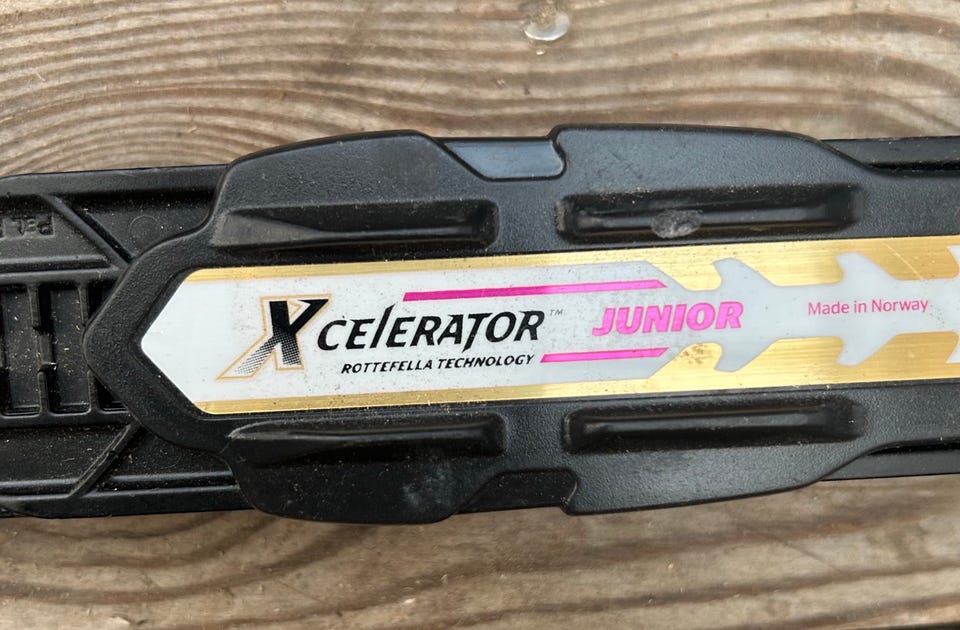 XCELERATOR™
ROTTEFELLA TECHNOLOGY
JUNIOR
Made in Norway